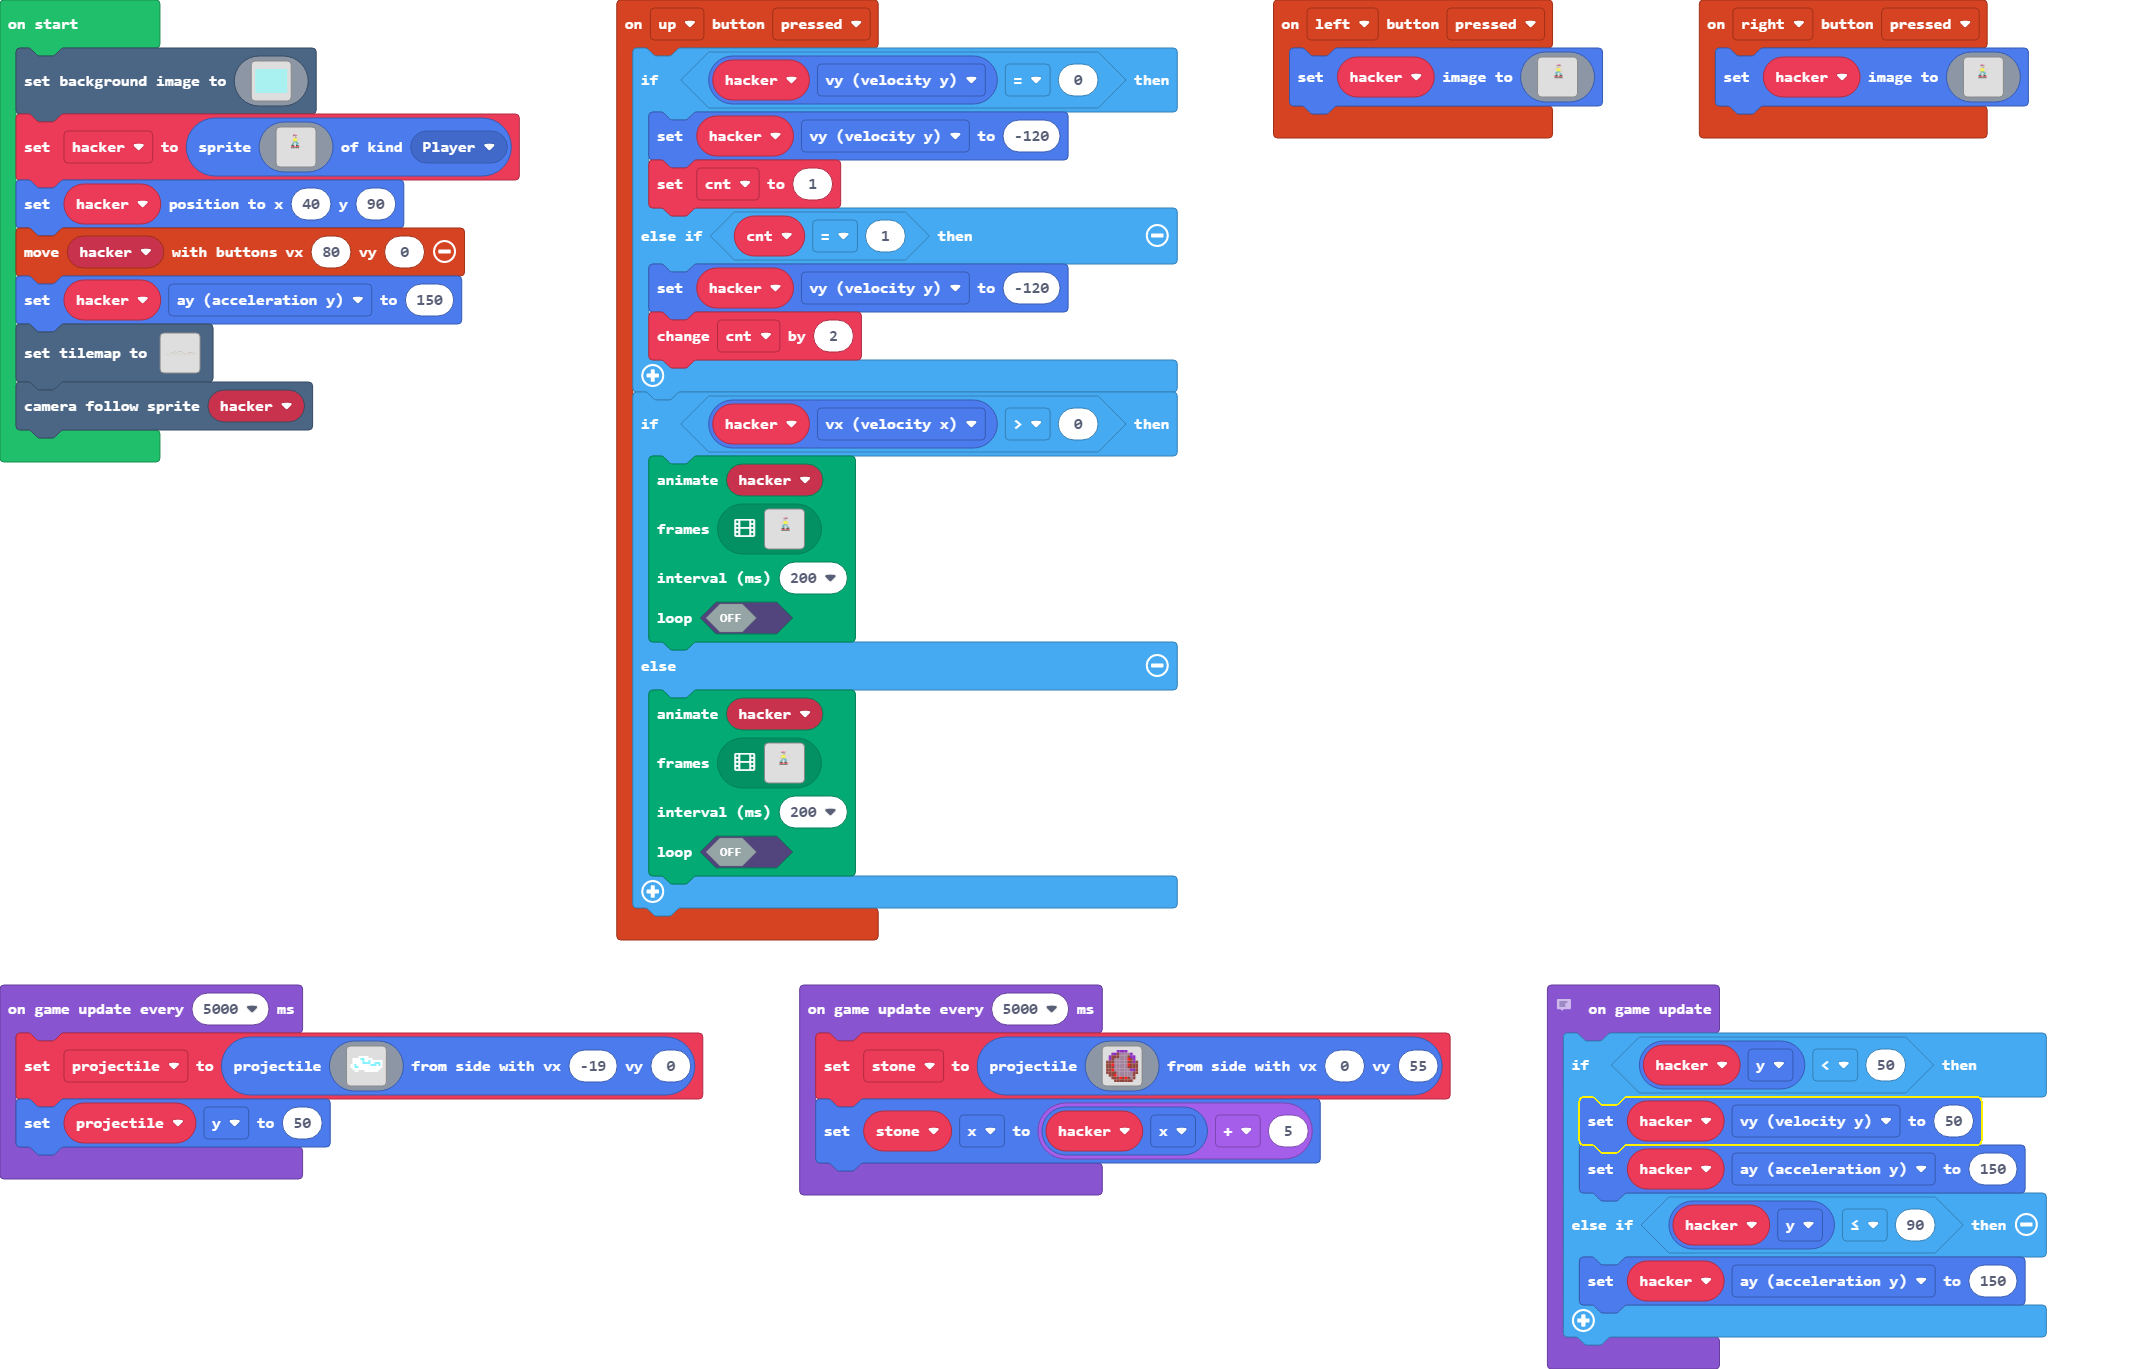 on start
set background image to
set hacker to sprite of kind Player
set hacker position to x 40 y 90
move hacker with buttons vx 80 vy 0
set hacker ay (acceleration y) to 150
set tilemap to
camera follow sprite hacker
on up button pressed
if hacker vy (velocity y) = 0 then
set hacker vy (velocity y) to -120
set cnt to 1
else if cnt = 1 then
set hacker vy (velocity y) to -120
change cnt by 2
if hacker vx (velocity x) > 0 then
animate hacker
frames
interval (ms) 200
loop OFF
else
animate hacker
frames
interval (ms) 200
loop OFF
on left button pressed
set hacker image to
on right button pressed
set hacker image to
on game update every 5000 ms
set projectile to projectile from side with vx -19 vy 0
set projectile y to 50
on game update every 5000 ms
set stone to projectile from side with vx 0 vy 55
set stone x to hacker x + 5
on game update
if hacker y < 50 then
set hacker vy (velocity y) to 50
set hacker ay (acceleration y) to 150
else if hacker y ≤ 90 then
set hacker ay (acceleration y) to 150